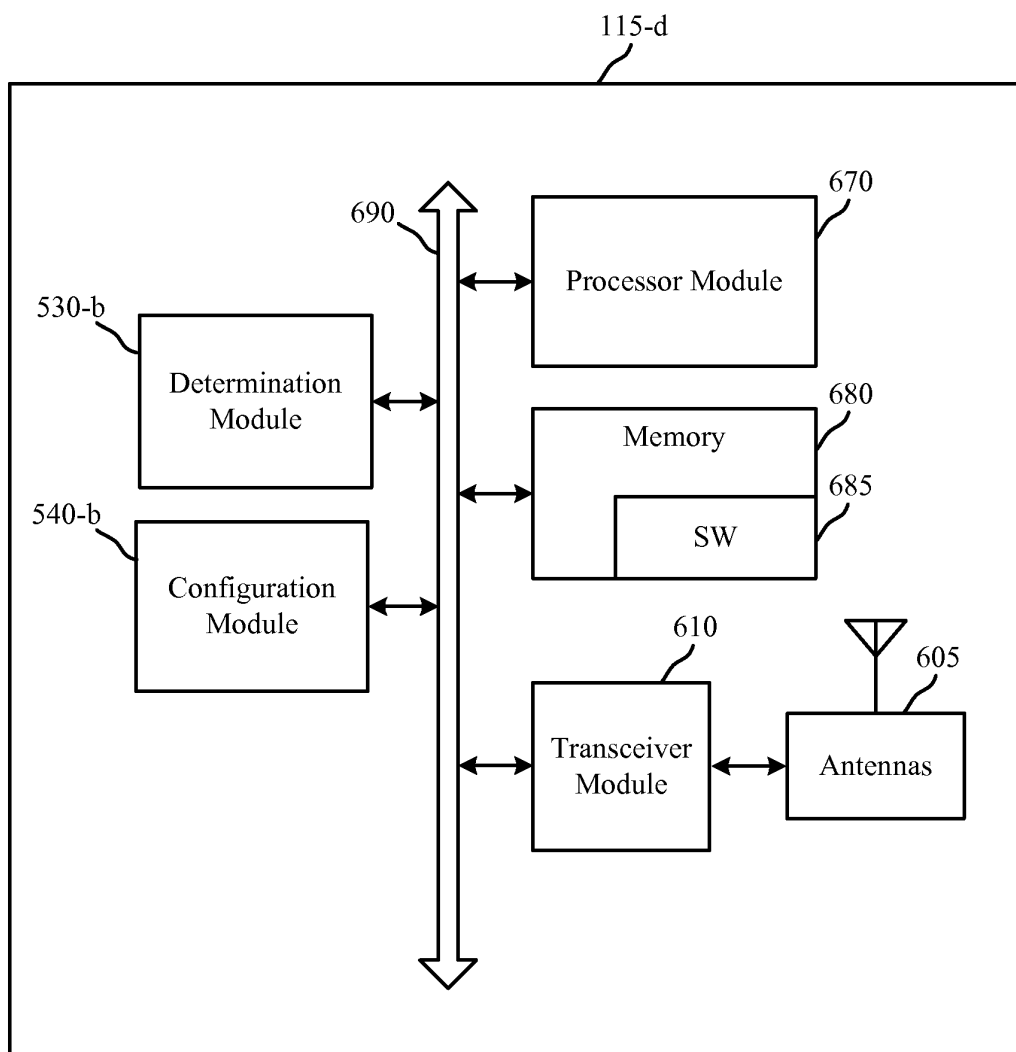 115-d
690
670
Processor Module
530-b
Determination
Module
680
Memory
685
SW
540-b
Configuration
Module
610
Transceiver
Module
605
Antennas